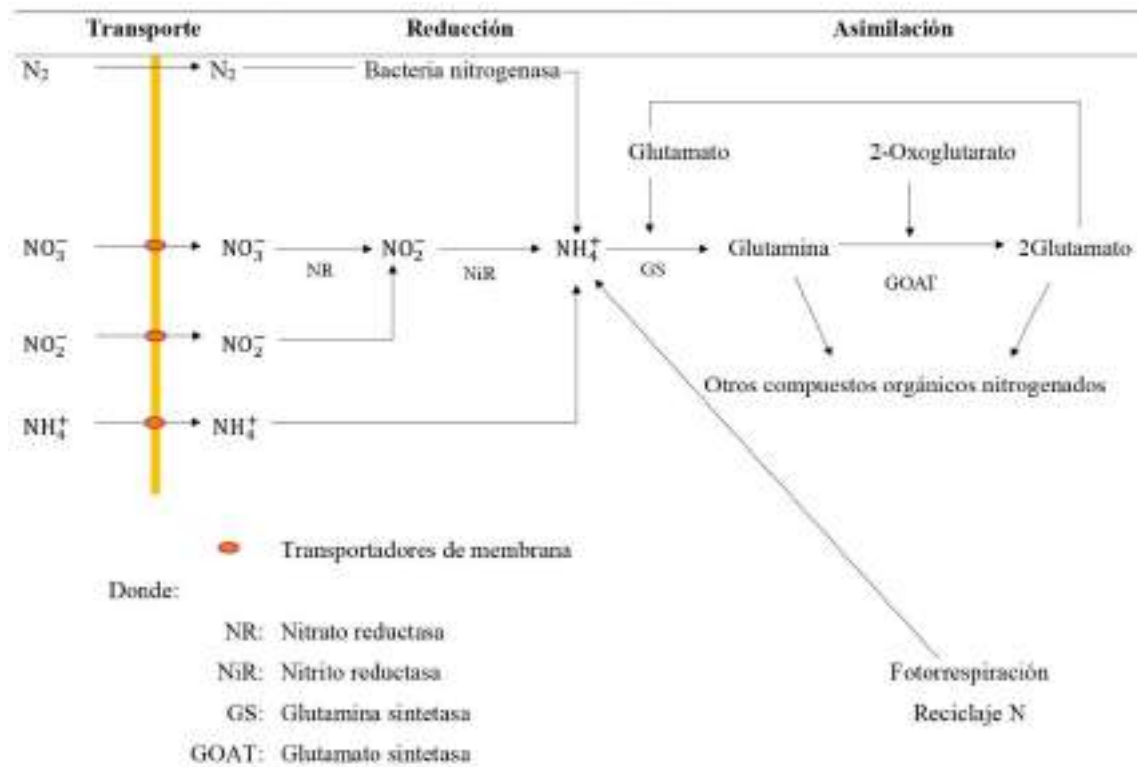 Transporte Reducción Asimilación
N₂ N₂ Bacteria nitrogenasa
Glutamato 2-Oxoglutarato
NO₃⁻ NO₃⁻ NO₂⁻ NH₄⁺ Glutamina 2Glutamato
NR NiR GS GOAT
NO₂⁻ NO₂⁻
Otros compuestos orgánicos nitrogenados
NH₄⁺ NH₄⁺
Transportadores de membrana
Donde:
NR: Nitrato reductasa
NiR: Nitrito reductasa
GS: Glutamina sintetasa
GOAT: Glutamato sintetasa
Fotorrespiración
Reciclaje N